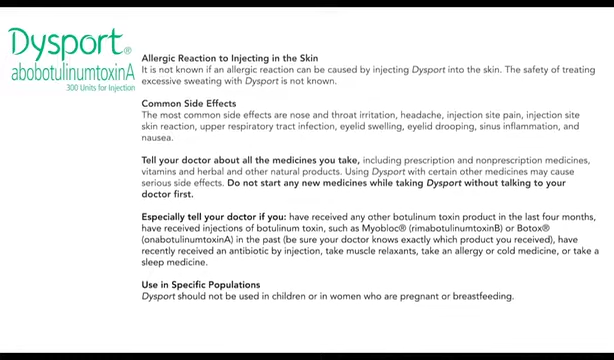 Dysport®
abobotulinumtoxinA
300 Units for Injection
Allergic Reaction to Injecting in the Skin
It is not known if an allergic reaction can be caused by injecting Dysport into the skin. The safety of treating
excessive sweating with Dysport is not known.
Common Side Effects
The most common side effects are nose and throat irritation, headache, injection site pain, injection site
skin reaction, upper respiratory tract infection, eyelid swelling, eyelid drooping, sinus inflammation, and
nausea.
Tell your doctor about all the medicines you take, including prescription and nonprescription medicines,
vitamins and herbal and other natural products. Using Dysport with certain other medicines may cause
serious side effects. Do not start any new medicines while taking Dysport without talking to your
doctor first.
Especially tell your doctor if you: have received any other botulinum toxin product in the last four months,
have received injections of botulinum toxin, such as Myobloc® (rimabotulinumtoxinB) or Botox®
(onabotulinumtoxinA) in the past (be sure your doctor knows exactly which product you received), have
recently received an antibiotic by injection, take muscle relaxants, take an allergy or cold medicine, or take a
sleep medicine.
Use in Specific Populations
Dysport should not be used in children or in women who are pregnant or breastfeeding.